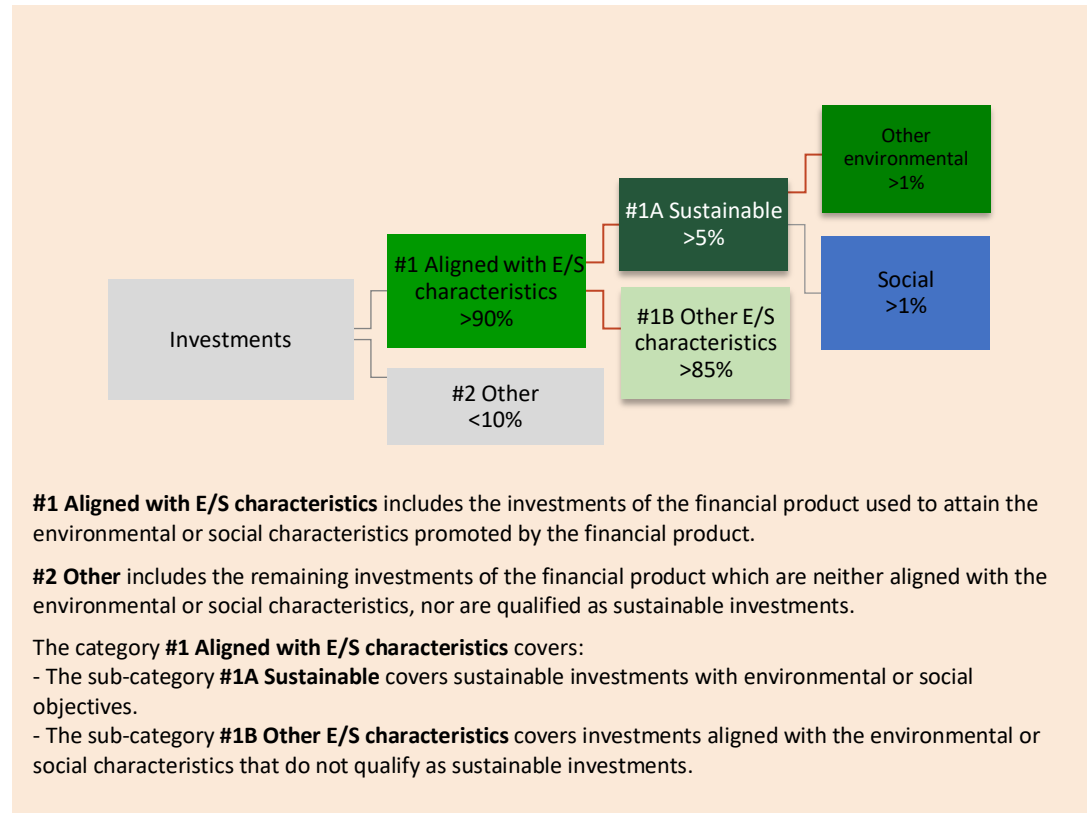 Other
environmental
>1%
#1A Sustainable
>5%
#1 Aligned with E/S
characteristics
>90%
Social
>1%
Investments
#1B Other E/S
characteristics
>85%
#2 Other
<10%
#1 Aligned with E/S characteristics includes the investments of the financial product used to attain the
environmental or social characteristics promoted by the financial product.
#2 Other includes the remaining investments of the financial product which are neither aligned with the
environmental or social characteristics, nor are qualified as sustainable investments.
The category #1 Aligned with E/S characteristics covers:
- The sub-category #1A Sustainable covers sustainable investments with environmental or social
objectives.
- The sub-category #1B Other E/S characteristics covers investments aligned with the environmental or
social characteristics that do not qualify as sustainable investments.